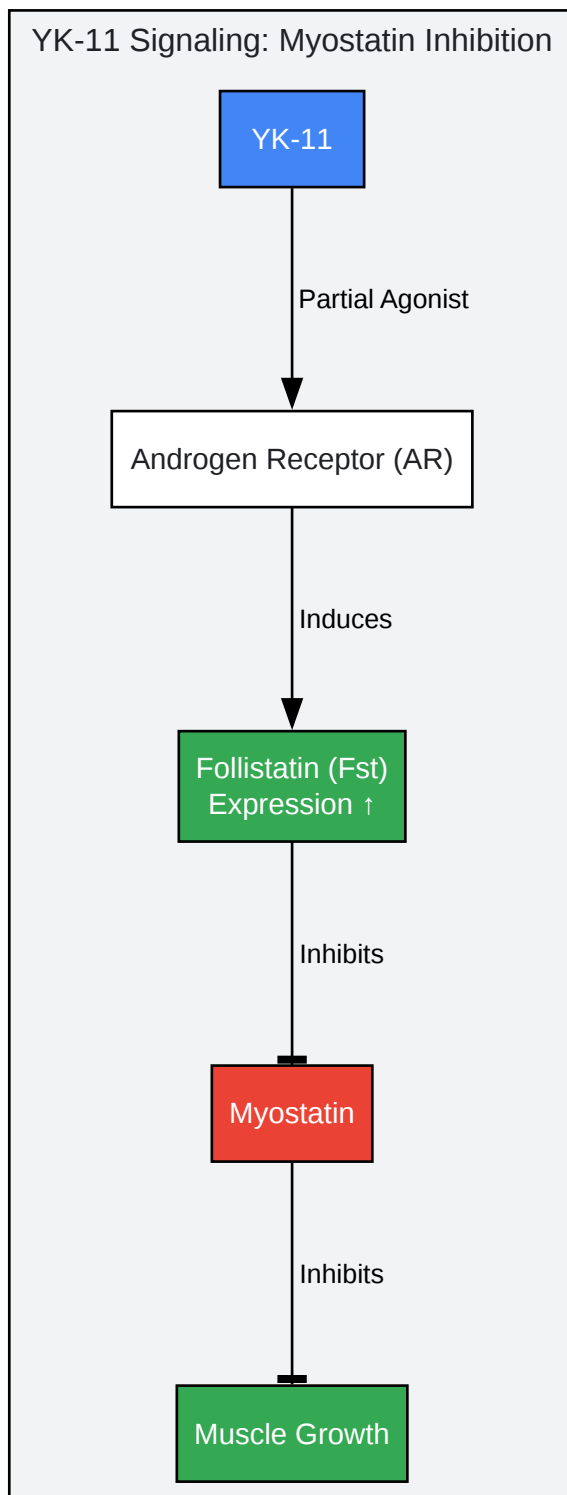 YK-11 Signaling: Myostatin Inhibition
YK-11
Partial Agonist
Androgen Receptor (AR)
Induces
Follistatin (Fst)
Expression ↑
Inhibits
Myostatin
Inhibits
Muscle Growth